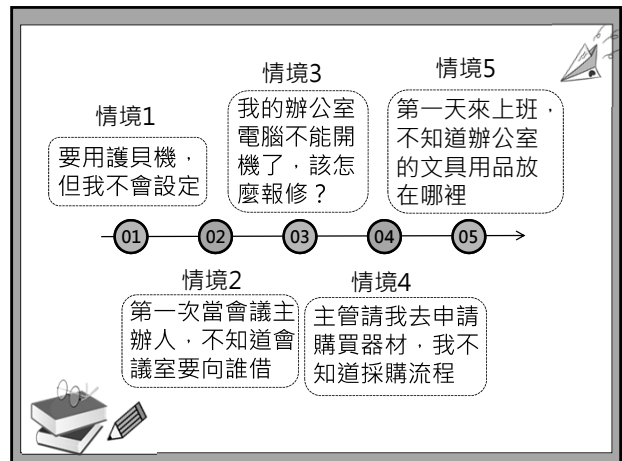 情境1
要用護貝機，
但我不會設定
情境3
我的辦公室
電腦不能開
機了，該怎
麼報修？
情境5
第一天來上班，
不知道辦公室
的文具用品放
在哪裡
01
02
03
04
05
情境2
第一次當會議主
辦人，不知道會
議室要向誰借
情境4
主管請我去申請
購買器材，我不
知道採購流程